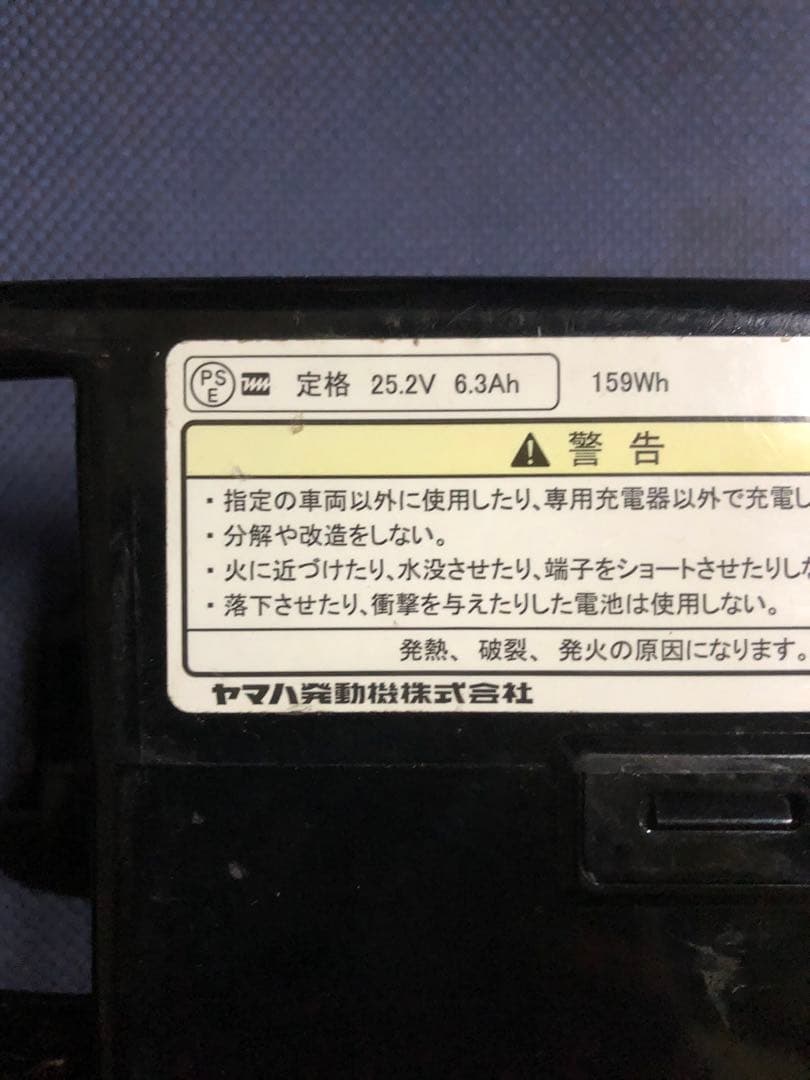 PS E 定格 25.2V 6.3Ah 159Wh
警告
・指定の車両以外に使用したり、専用充電器以外で充電し
・分解や改造をしない。
・火に近づけたり、水没させたり、端子をショートさせたりしな
・落下させたり、衝撃を与えたりした電池は使用しない。
発熱、破裂、発火の原因になります。
ヤマハ発動機株式会社